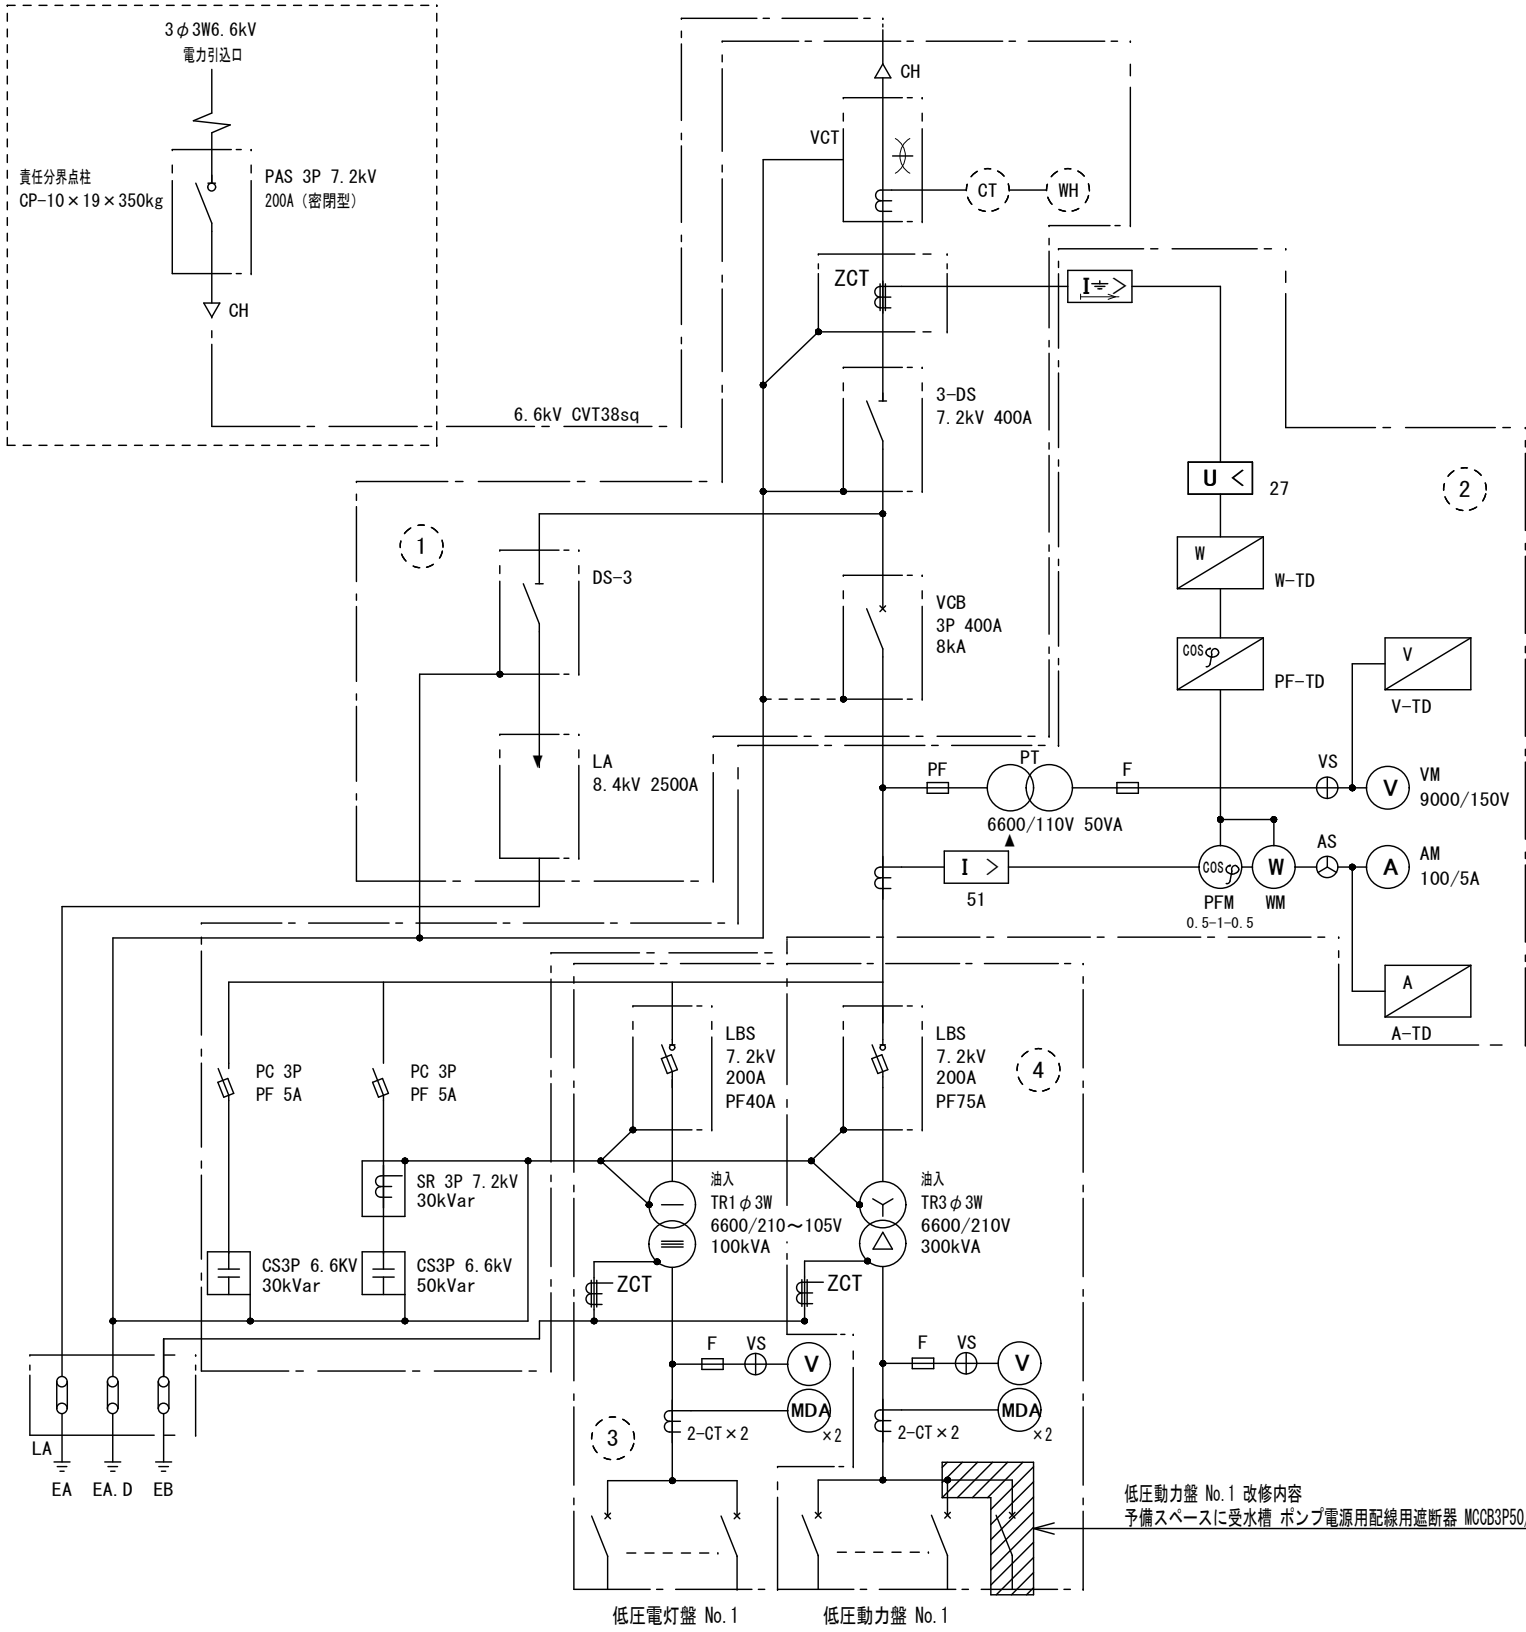 3φ3W6.6kV
電力引込口
責任分界点柱
CP-10×19×350kg
PAS 3P 7.2kV
200A (密閉型)
CH
6.6kV CVT38sq
CH
VCT
CT
WH
ZCT
I >
3-DS
7.2kV 400A
U <
27
2
1
DS-3
W
W-TD
VCB
3P 400A
8kA
COSφ
PF-TD
V
V-TD
LA
8.4kV 2500A
PF
PT
F
VS
V
VM
9000/150V
6600/110V 50VA
I >
51
COSφ
PFM
0.5-1-0.5
W
WM
AS
A
AM
100/5A
A
A-TD
PC 3P
PF 5A
PC 3P
PF 5A
LBS
7.2kV
200A
PF40A
LBS
7.2kV
200A
PF75A
4
SR 3P 7.2kV
30kVar
油入
TR1φ3W
6600/210～105V
100kVA
油入
TR3φ3W
6600/210V
300kVA
CS3P 6.6KV
30kVar
CS3P 6.6kV
50kVar
ZCT
ZCT
F
VS
V
F
VS
V
MDA
×2
MDA
×2
2-CT×2
2-CT×2
3
LA
EA
EA.D
EB
低圧動力盤 No.1 改修内容
予備スペースに受水槽 ポンプ電源用配線用遮断器 MCCB3P50/
低圧電灯盤 No.1
低圧動力盤 No.1